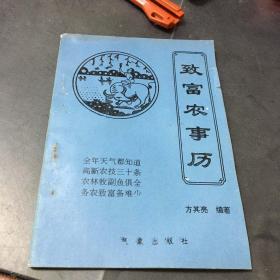 致富农事历
全年天气都知道
高新农技三十条
农林牧副鱼俱全
务农致富备难少
方其亮 编著
气象出版社